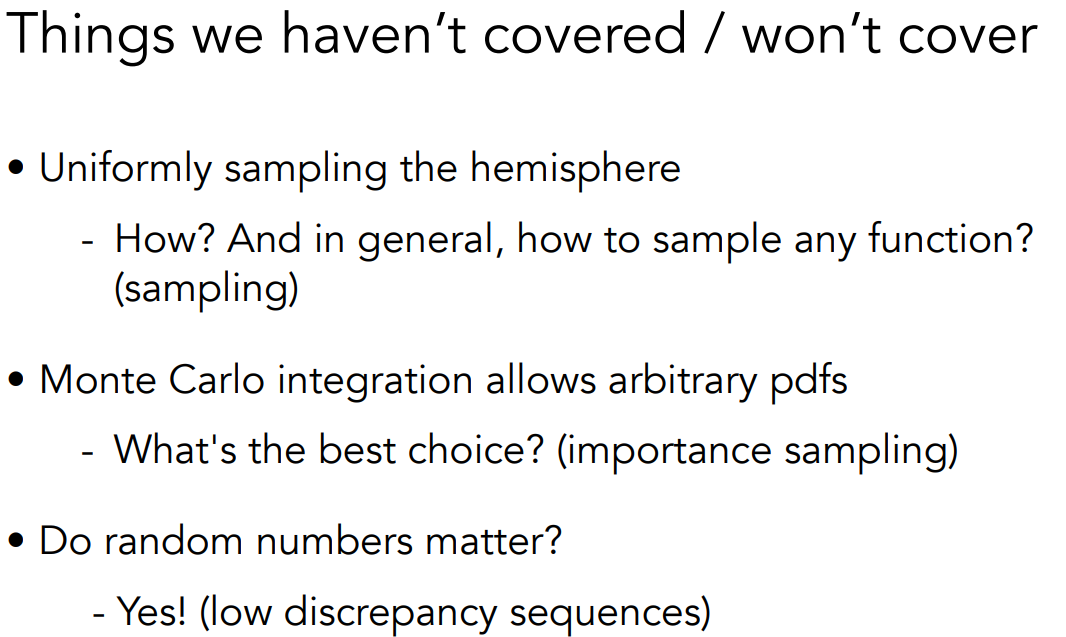 Things we haven’t covered / won’t cover
• Uniformly sampling the hemisphere
- How? And in general, how to sample any function?
(sampling)
• Monte Carlo integration allows arbitrary pdfs
- What's the best choice? (importance sampling)
• Do random numbers matter?
- Yes! (low discrepancy sequences)